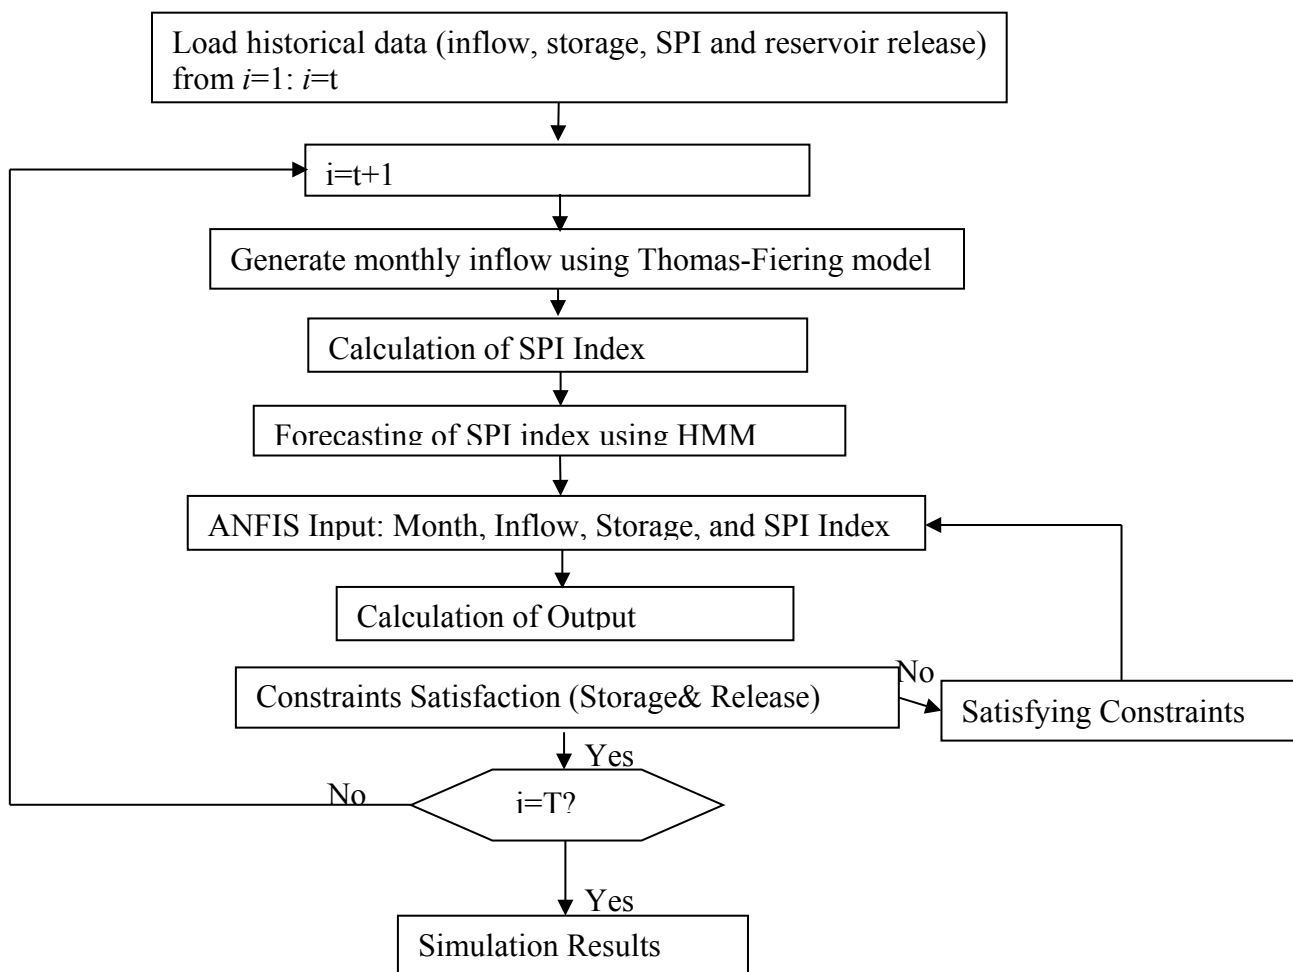 Load historical data (inflow, storage, SPI and reservoir release)
from i=1: i=t
i=t+1
Generate monthly inflow using Thomas-Fiering model
Calculation of SPI Index
Forecasting of SPI index using HMM
ANFIS Input: Month, Inflow, Storage, and SPI Index
Calculation of Output
Constraints Satisfaction (Storage& Release)
No
Satisfying Constraints
Yes
No
i=T?
Yes
Simulation Results